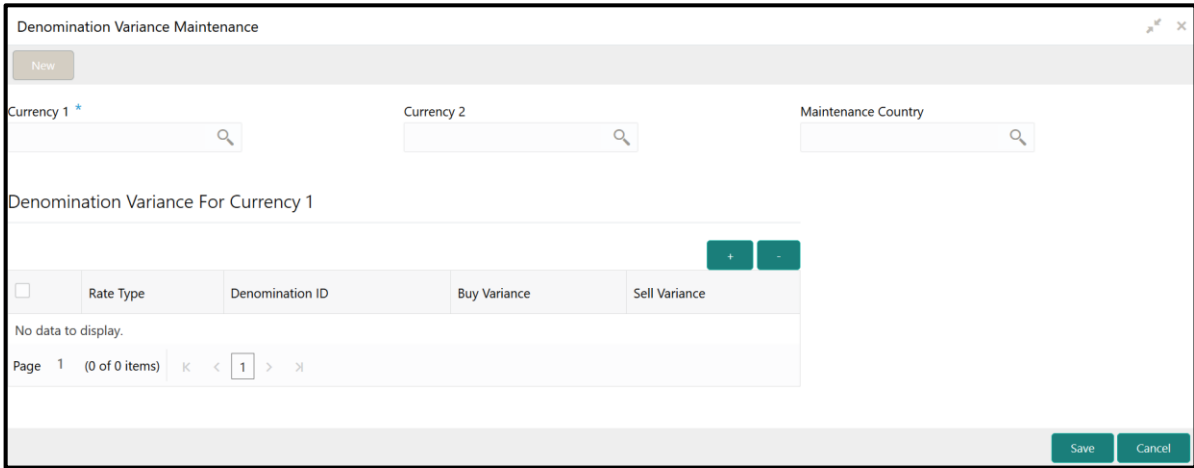 Denomination Variance Maintenance
New
Currency 1 * Currency 2 Maintenance Country
Denomination Variance For Currency 1
+ -
Rate Type Denomination ID Buy Variance Sell Variance
No data to display.
Page 1 (0 of 0 items) K < 1 > >|
Save Cancel